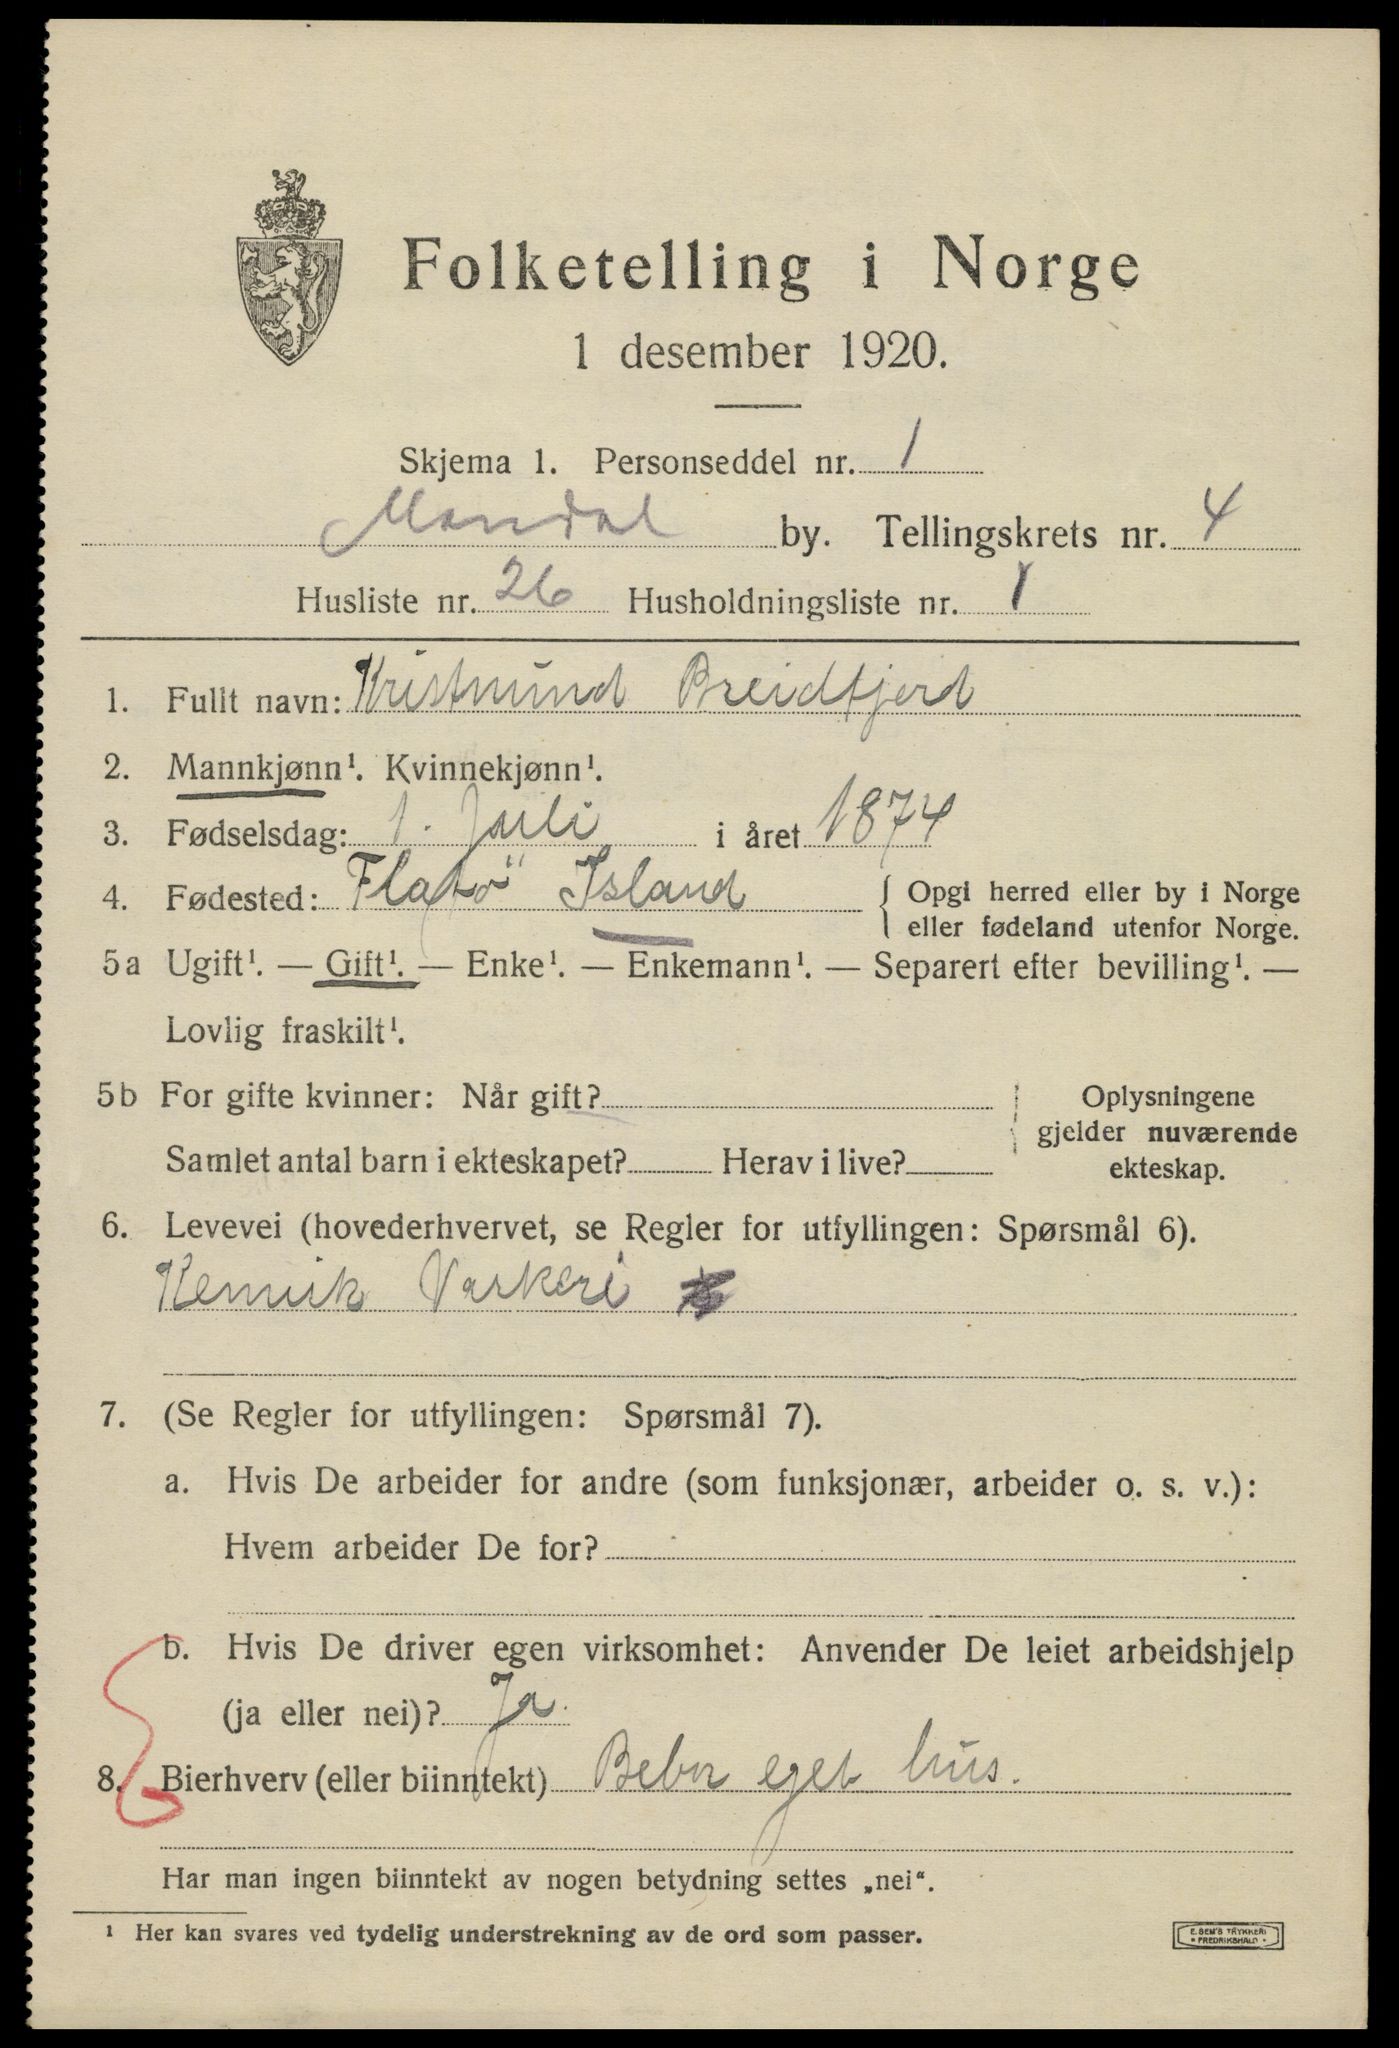 Folketelling i Norge
1 desember 1920.
Skjema 1. Personseddel nr. 1
Mandal by. Tellingskrets nr. 4
Husliste nr. 26 Husholdningsliste nr. 1
1. Fullt navn: Kristmund Breidfjord
2. Mannkjønn¹. Kvinnekjønn¹.
3. Fødselsdag: 1. Juli i året 1874
4. Fødested: Flatö Island { Opgi herred eller by i Norge
eller fødeland utenfor Norge.
5a Ugift¹. — Gift¹. — Enke¹. — Enkemann¹. — Separert efter bevilling¹. —
Lovlig fraskilt¹.
5b For gifte kvinner: Når gift?
Samlet antal barn i ekteskapet? Herav i live?
Oplysningene
gjelder nuværende
ekteskap.
6. Levevei (hovederhvervet, se Regler for utfyllingen: Spørsmål 6).
Kemisk Vaskeri
7. (Se Regler for utfyllingen: Spørsmål 7).
a. Hvis De arbeider for andre (som funksjonær, arbeider o. s. v.):
Hvem arbeider De for?
b. Hvis De driver egen virksomhet: Anvender De leiet arbeidshjelp
(ja eller nei)? Ja.
8. Bierhverv (eller biinntekt) Bebor eget hus.
Har man ingen biinntekt av nogen betydning settes „nei“.
¹ Her kan svares ved tydelig understrekning av de ord som passer.
E. SEM'S TRYKKERI
• FREDRIKSHALD •